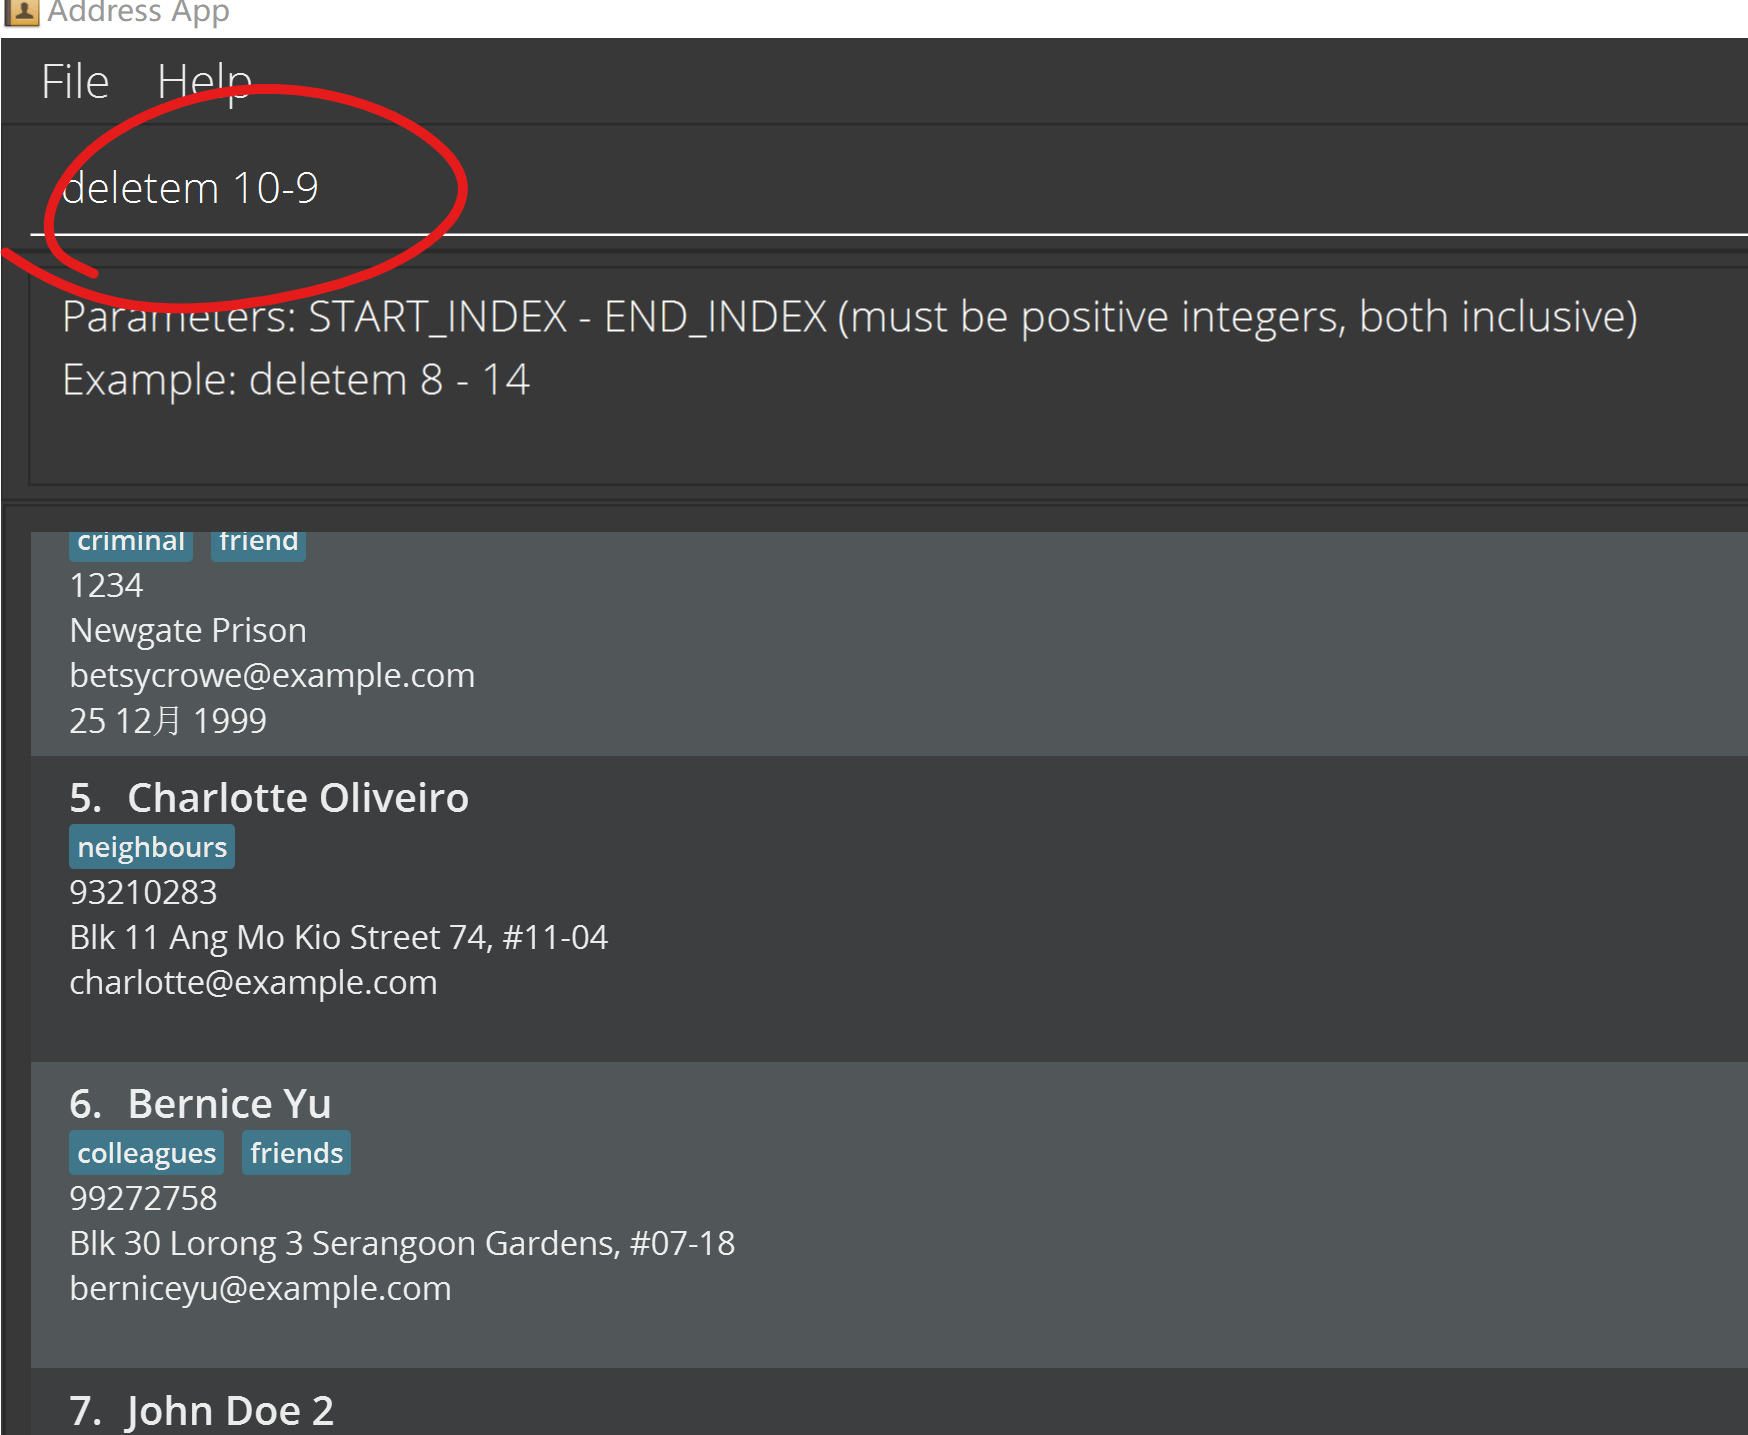 Address App
File Help
deletem 10-9
Parameters: START_INDEX - END_INDEX (must be positive integers, both inclusive)
Example: deletem 8 - 14
criminal friend
1234
Newgate Prison
betsycrowe@example.com
25 12月 1999
5. Charlotte Oliveiro
neighbours
93210283
Blk 11 Ang Mo Kio Street 74, #11-04
charlotte@example.com
6. Bernice Yu
colleagues friends
99272758
Blk 30 Lorong 3 Serangoon Gardens, #07-18
berniceyu@example.com
7. John Doe 2